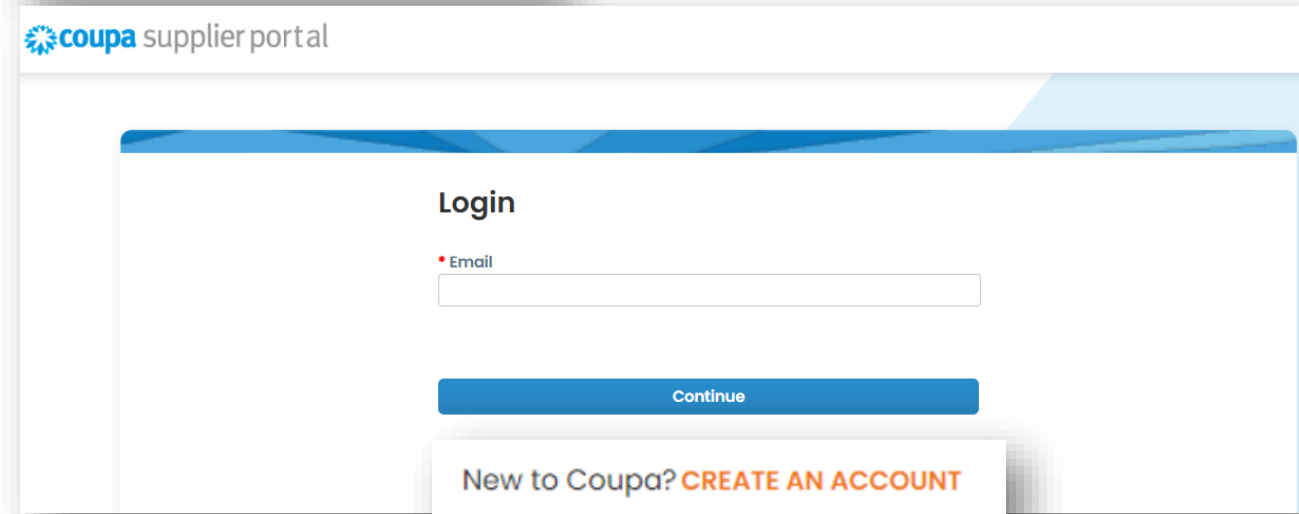 coupa supplier portal
Login
* Email
Continue
New to Coupa? CREATE AN ACCOUNT